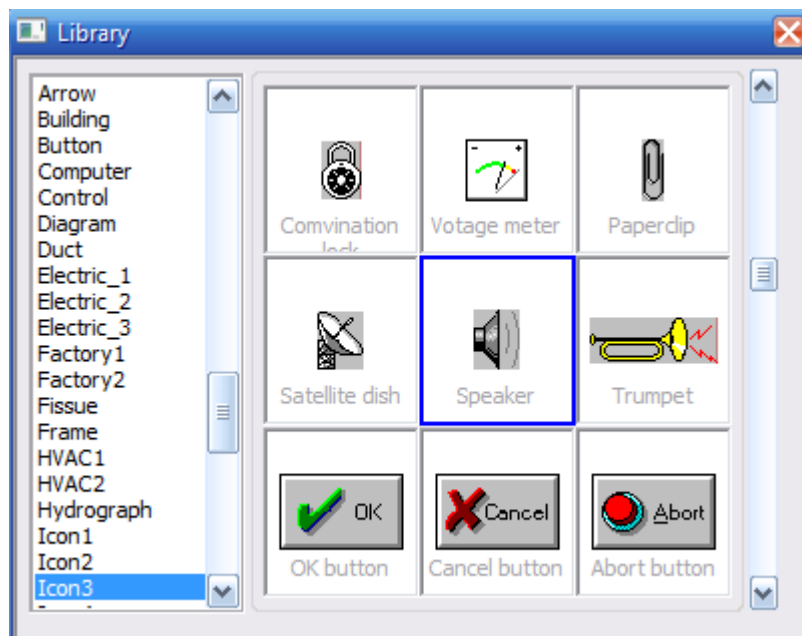 Library
Arrow
Building
Button
Computer
Control
Diagram
Duct
Electric_1
Electric_2
Electric_3
Factory1
Factory2
Fissue
Frame
HVAC1
HVAC2
Hydrograph
Icon1
Icon2
Icon3
Comvination
lock
Votage meter
Paperclip
Satellite dish
Speaker
Trumpet
OK
Cancel
Abort
OK button
Cancel button
Abort button